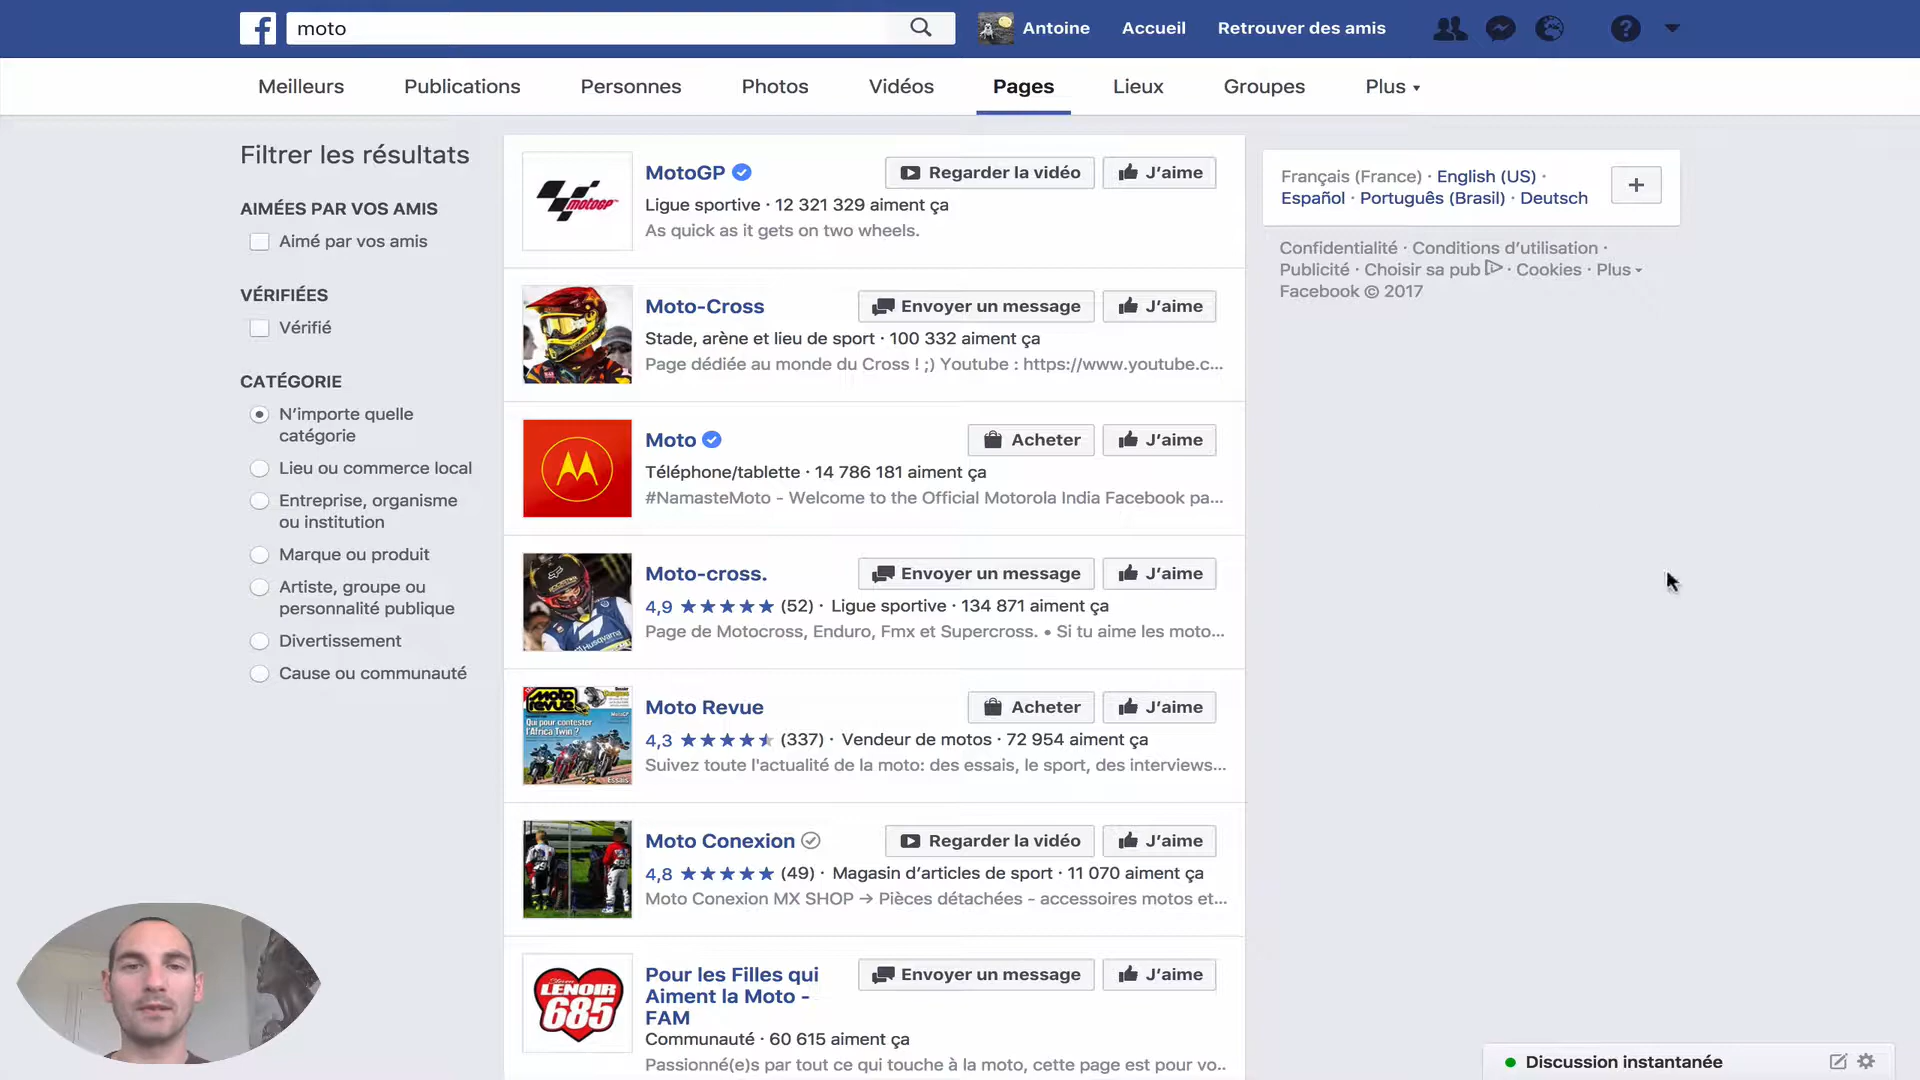 moto
Antoine
Accueil
Retrouver des amis
Meilleurs
Publications
Personnes
Photos
Vidéos
Pages
Lieux
Groupes
Plus
Filtrer les résultats
AIMÉES PAR VOS AMIS
Aimé par vos amis
VÉRIFIÉES
Vérifié
CATÉGORIE
N’importe quelle
catégorie
Lieu ou commerce local
Entreprise, organisme
ou institution
Marque ou produit
Artiste, groupe ou
personnalité publique
Divertissement
Cause ou communauté
motoGP
MotoGP
Regarder la vidéo
J’aime
Ligue sportive · 12 321 329 aiment ça
As quick as it gets on two wheels.
Moto-Cross
Envoyer un message
J’aime
Stade, arène et lieu de sport · 100 332 aiment ça
Page dédiée au monde du Cross ! ;) Youtube : https://www.youtube.c...
Moto
Acheter
J’aime
Téléphone/tablette · 14 786 181 aiment ça
#NamasteMoto - Welcome to the Official Motorola India Facebook pa...
Husqvarna
Moto-cross.
Envoyer un message
J’aime
4,9 ★★★★★ (52) · Ligue sportive · 134 871 aiment ça
Page de Motocross, Enduro, Fmx et Supercross. • Si tu aime les moto...
moto
revue
Qui pour contester
l'Africa Twin ?
Essais
Moto Revue
Acheter
J’aime
4,3 (337) · Vendeur de motos · 72 954 aiment ça
Suivez toute l'actualité de la moto: des essais, le sport, des interviews...
Moto Conexion
Regarder la vidéo
J’aime
4,8 ★★★★★ (49) · Magasin d’articles de sport · 11 070 aiment ça
Moto Conexion MX SHOP → Pièces détachées - accessoires motos et...
LENOIR
685
Pour les Filles qui
Aiment la Moto -
FAM
Envoyer un message
J’aime
Communauté · 60 615 aiment ça
Passionné(e)s par tout ce qui touche à la moto, cette page est pour vo..
Français (France) · English (US) ·
Español · Português (Brasil) · Deutsch
Confidentialité · Conditions d’utilisation ·
Publicité · Choisir sa pub · Cookies · Plus
Facebook © 2017
Discussion instantanée